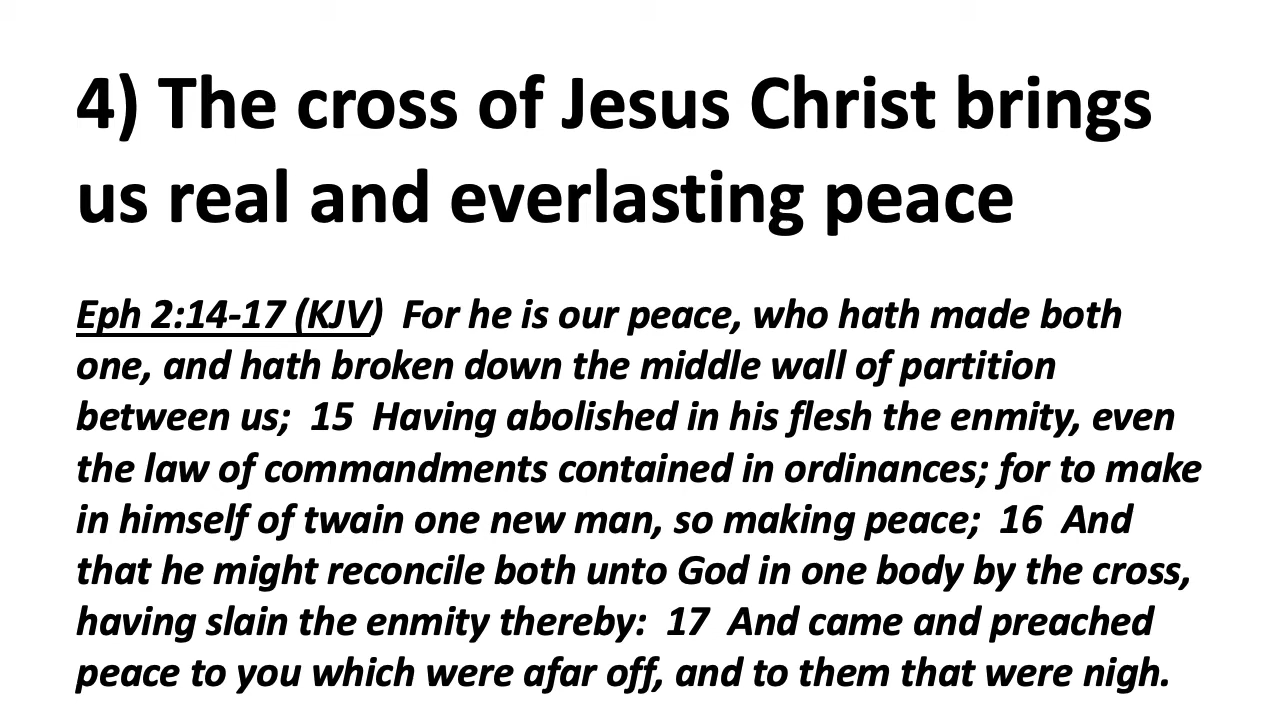 4) The cross of Jesus Christ brings
us real and everlasting peace
Eph 2:14-17 (KJV)  For he is our peace, who hath made both
one, and hath broken down the middle wall of partition
between us;  15  Having abolished in his flesh the enmity, even
the law of commandments contained in ordinances; for to make
in himself of twain one new man, so making peace;  16  And
that he might reconcile both unto God in one body by the cross,
having slain the enmity thereby:  17  And came and preached
peace to you which were afar off, and to them that were nigh.